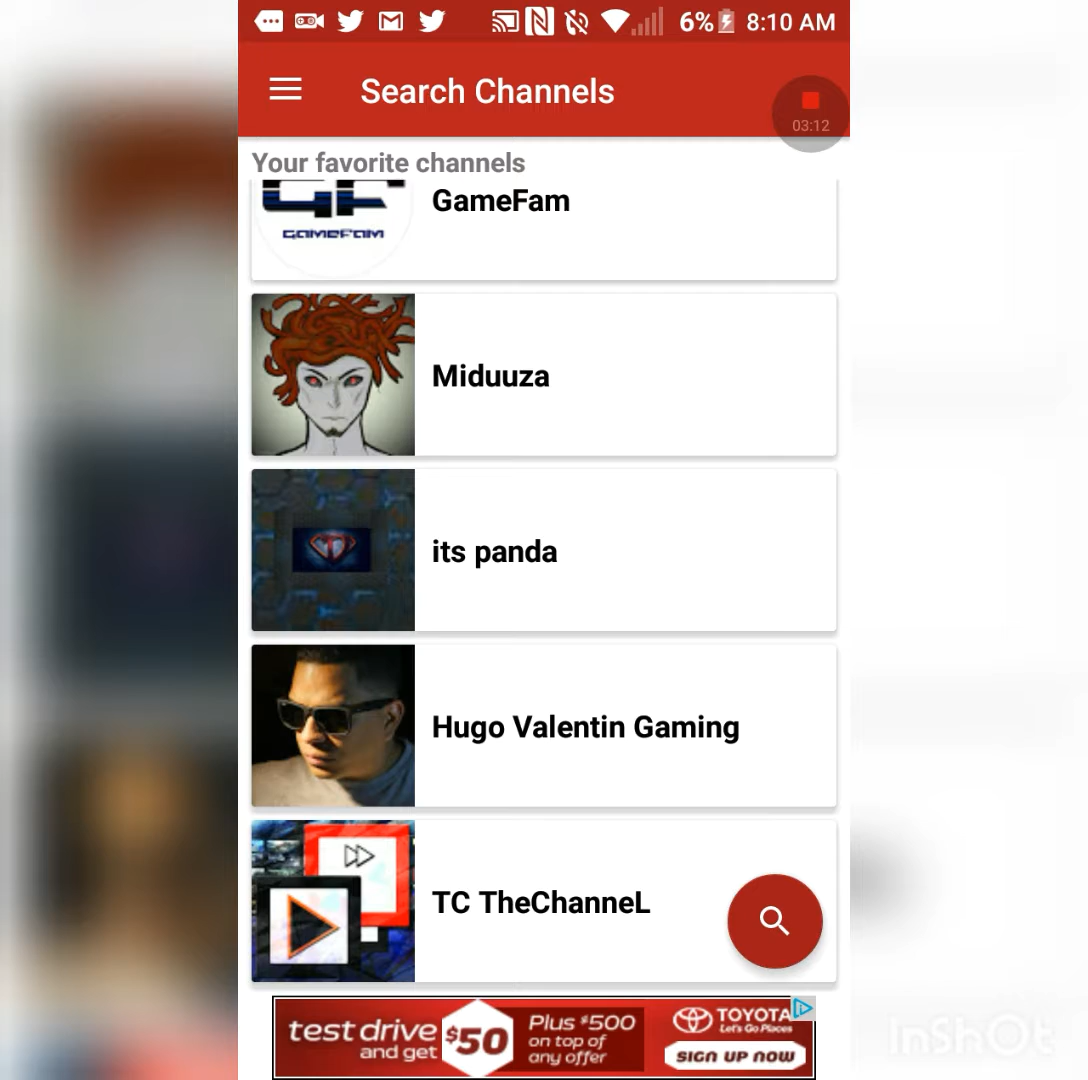 6% 8:10 AM
Search Channels
03:12
Your favorite channels
GF
GAMEFAM
GameFam
Miduuza
its panda
Hugo Valentin Gaming
TC TheChanneL
test drive
and get
$50
Plus $500
on top of
any offer
TOYOTA
Let's Go Places
SIGN UP NOW
InShOt